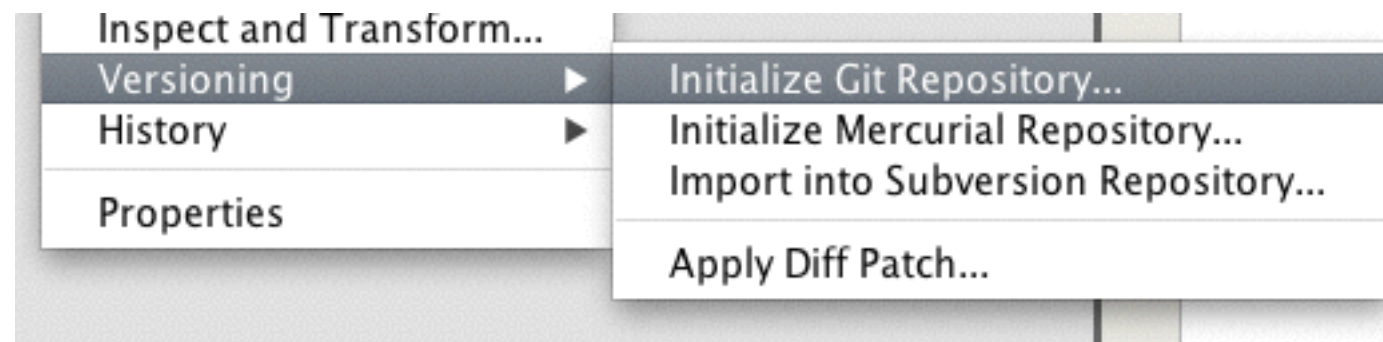 Inspect and Transform...
Versioning
History
Properties
Initialize Git Repository...
Initialize Mercurial Repository...
Import into Subversion Repository...
Apply Diff Patch...